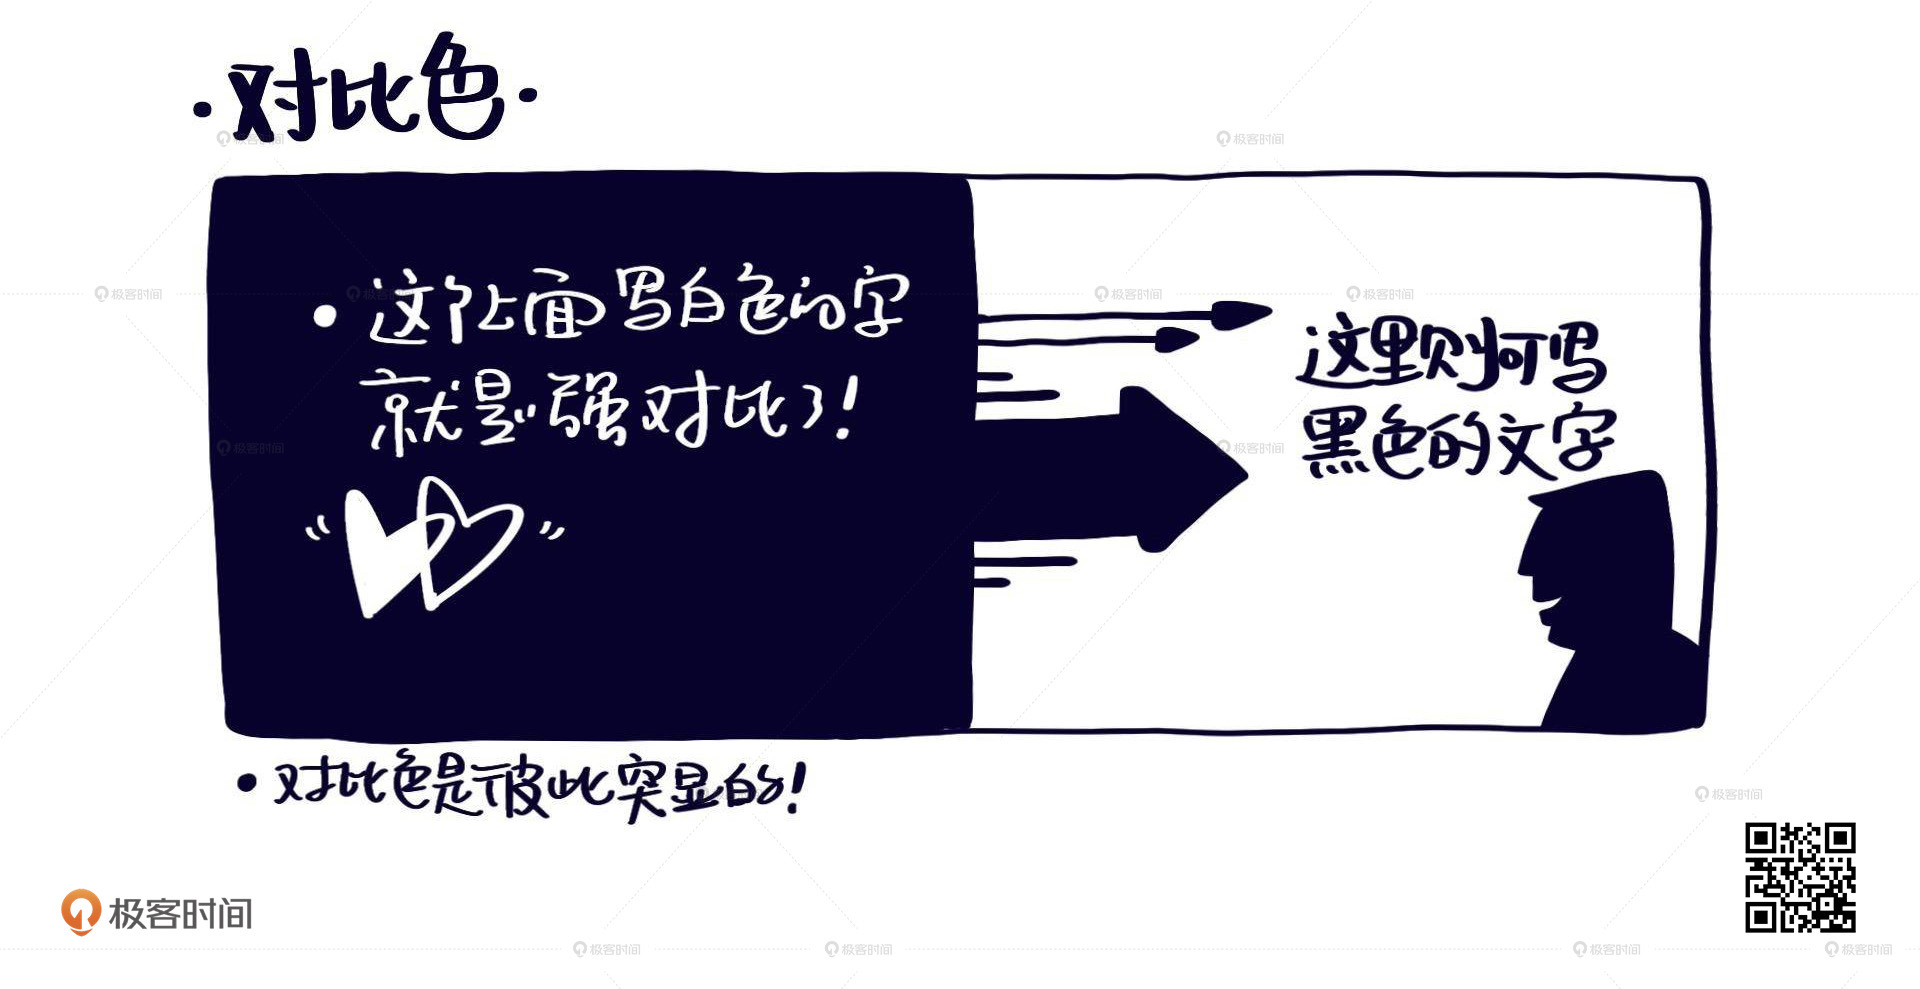 ·对比色·
• 这个上面写白色的字
就是强对比了!
这里则可写
黑色的文字
• 对比色是彼此突显的!
极客时间